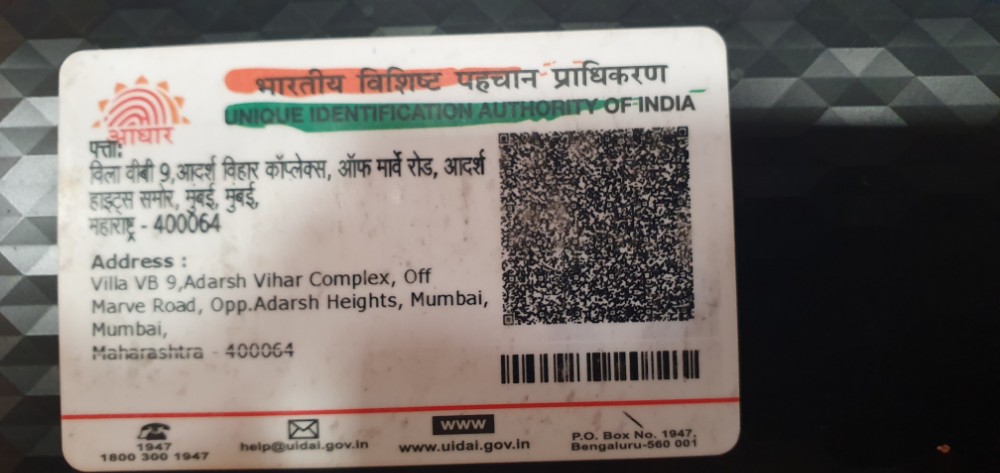 भारतीय विशिष्ट पहचान प्राधिकरण
UNIQUE IDENTIFICATION AUTHORITY OF INDIA
आधार
पत्ता:
विला वीबी 9,आदर्श विहार कॉम्प्लेक्स, ऑफ मार्वे रोड, आदर्श
हाइट्स समोर, मुंबई, मुंबई,
महाराष्ट्र - 400064
Address :
Villa VB 9,Adarsh Vihar Complex, Off
Marve Road, Opp.Adarsh Heights, Mumbai,
Mumbai,
Maharashtra - 400064
1947
1800 300 1947
help@uidai.gov.in
WWW
www.uidai.gov.in
P.O. Box No. 1947,
Bengaluru-560 001